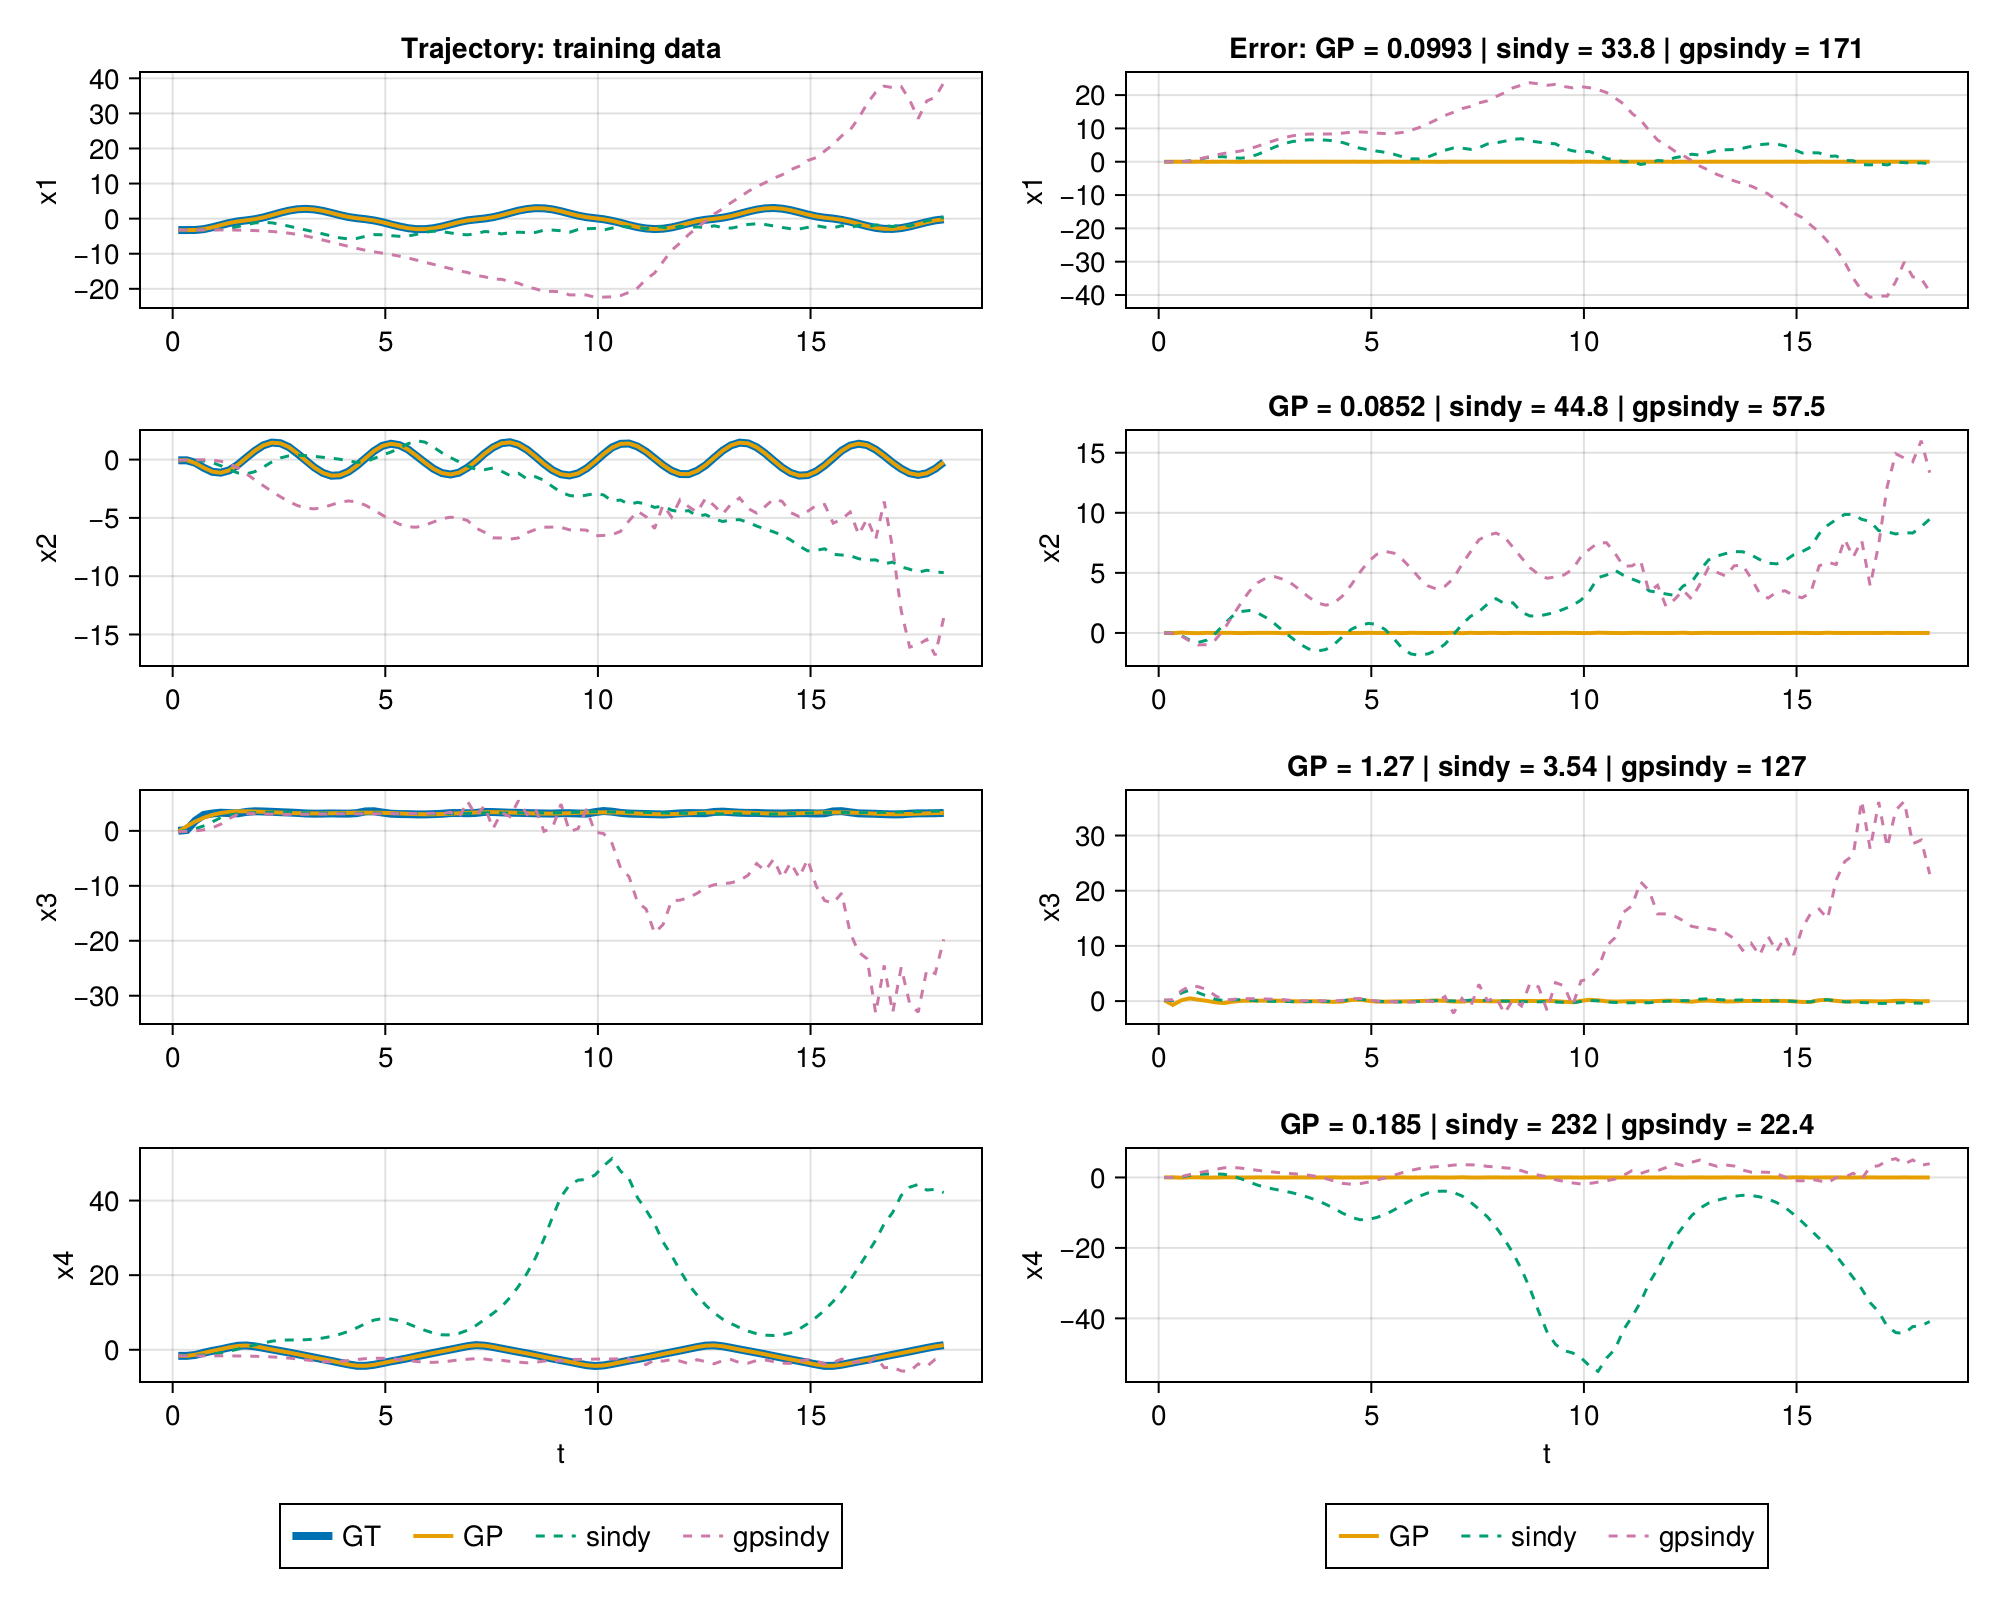 Trajectory: training data
Error: GP = 0.0993 | sindy = 33.8 | gpsindy = 171
x1
40
30
20
10
0
−10
−20
0 5 10 15
x1
20
10
0
−10
−20
−30
−40
0 5 10 15
GP = 0.0852 | sindy = 44.8 | gpsindy = 57.5
x2
0
−5
−10
−15
0 5 10 15
x2
15
10
5
0
0 5 10 15
GP = 1.27 | sindy = 3.54 | gpsindy = 127
x3
0
−10
−20
−30
0 5 10 15
x3
30
20
10
0
0 5 10 15
GP = 0.185 | sindy = 232 | gpsindy = 22.4
x4
40
20
0
0 5 10 15
t
x4
0
−20
−40
0 5 10 15
t
GT GP sindy gpsindy
GP sindy gpsindy